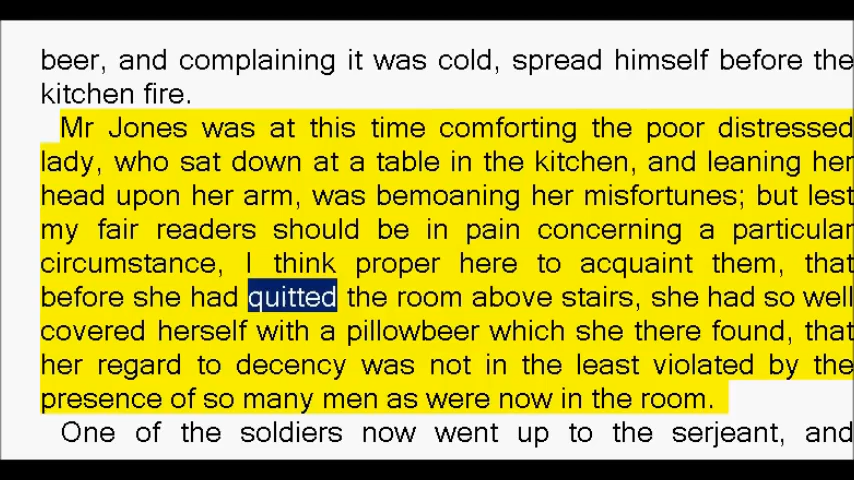 beer, and complaining it was cold, spread himself before the
kitchen fire.
Mr Jones was at this time comforting the poor distressed
lady, who sat down at a table in the kitchen, and leaning her
head upon her arm, was bemoaning her misfortunes; but lest
my fair readers should be in pain concerning a particular
circumstance, I think proper here to acquaint them, that
before she had quitted the room above stairs, she had so well
covered herself with a pillowbeer which she there found, that
her regard to decency was not in the least violated by the
presence of so many men as were now in the room.
One of the soldiers now went up to the serjeant, and